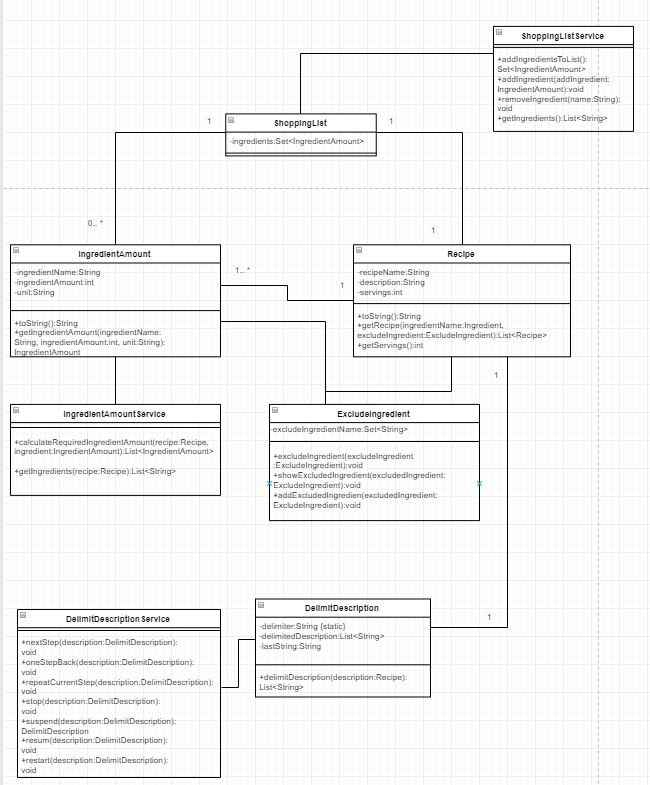 ShoppingListService
+addIngredientsToList():
Set<IngredientAmount>
+addIngredient(addIngredient:
IngredientAmount):void
+removeIngredient(name:String):
void
+getIngredients():List<String>
1
ShoppingList
1
-ingredients:Set<IngredientAmount>
0.. *
1
IngredientAmount
-ingredientName:String
-ingredientAmount:int
-unit:String
+toString():String
+getIngredientAmount(ingredientName:
String, ingredientAmount:int, unit:String):
IngredientAmount
1.. *
1
Recipe
-recipeName:String
-description:String
-servings:int
+toString():String
+getRecipe(ingredientName:Ingredient,
excludeIngredient:ExcludeIngredient):List<Recipe>
+getServings():int
1
IngredientAmountService
+calculateRequiredIngredientAmount(recipe:Recipe,
ingredient:IngredientAmount):List<IngredientAmount>
+getIngredients(recipe:Recipe):List<String>
ExcludeIngredient
-excludeIngredientName:Set<String>
+excludeIngredient(excludeIngredient
:ExcludeIngredient):void
+showExcludedIngredient(excludedIngredient:
ExcludeIngredient):void
+addExcludedIngredien(excludedIngredient:
ExcludeIngredient):void
DelimitDescriptionService
+nextStep(description:DelimitDescription):
void
+oneStepBack(description:DelimitDescription):
void
+repeatCurrentStep(description:DelimitDescription):
void
+stop(description:DelimitDescription):
void
+suspend(description:DelimitDescription):
DelimitDescription
+resum(description:DelimitDescription):
void
+restart(description:DelimitDescription):
void
DelimitDescription
-delimiter:String {static}
-delimitedDescription:List<String>
-lastString:String
+delimitDescription(description:Recipe):
List<String>
1